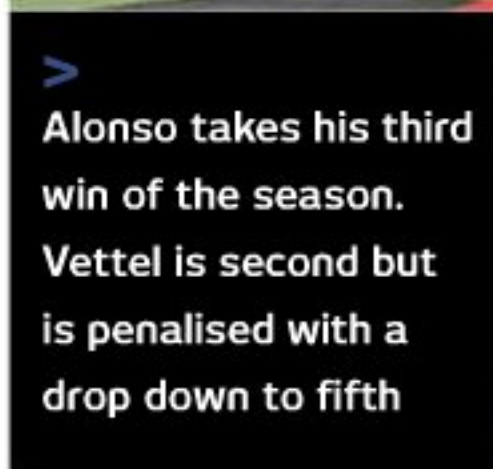 >
Alonso takes his third
win of the season.
Vettel is second but
is penalised with a
drop down to fifth